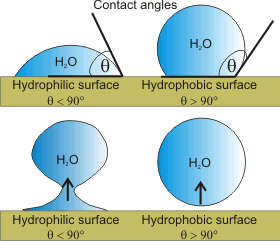 Contact angles
H₂O
θ
H₂O
θ
Hydrophilic surface
θ < 90°
Hydrophobic surface
θ > 90°
H₂O
H₂O
Hydrophilic surface
θ < 90°
Hydrophobic surface
θ > 90°